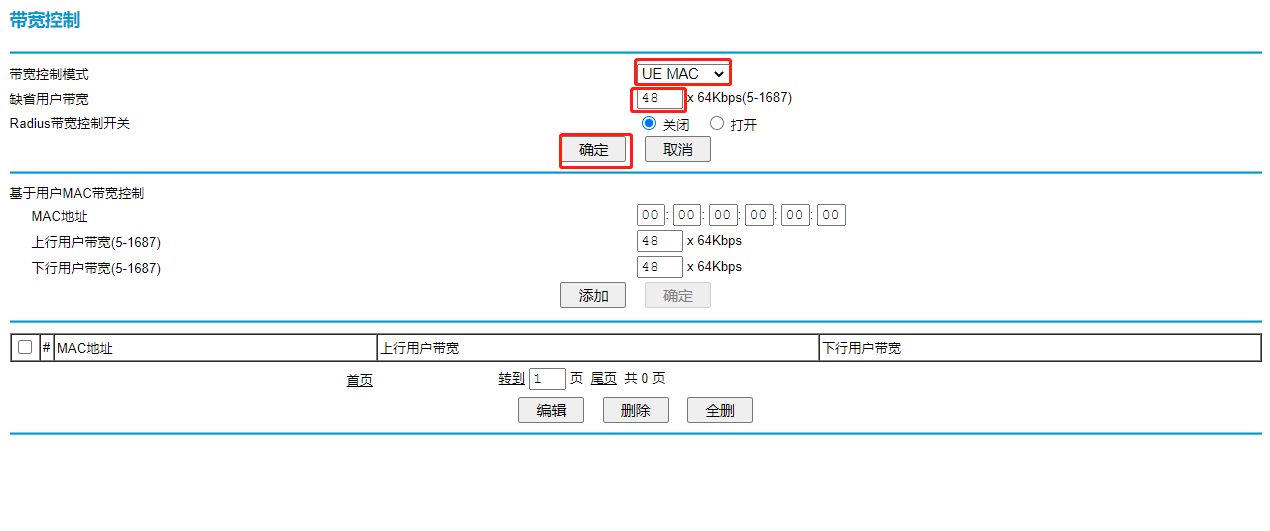 带宽控制
带宽控制模式 UE MAC
缺省用户带宽 48 x 64Kbps(5-1687)
Radius带宽控制开关 关闭 打开
确定 取消
基于用户MAC带宽控制
MAC地址 00 : 00 : 00 : 00 : 00 : 00
上行用户带宽(5-1687) 48 x 64Kbps
下行用户带宽(5-1687) 48 x 64Kbps
添加 确定
# MAC地址 上行用户带宽 下行用户带宽
首页 转到 1 页 尾页 共 0 页
编辑 删除 全删